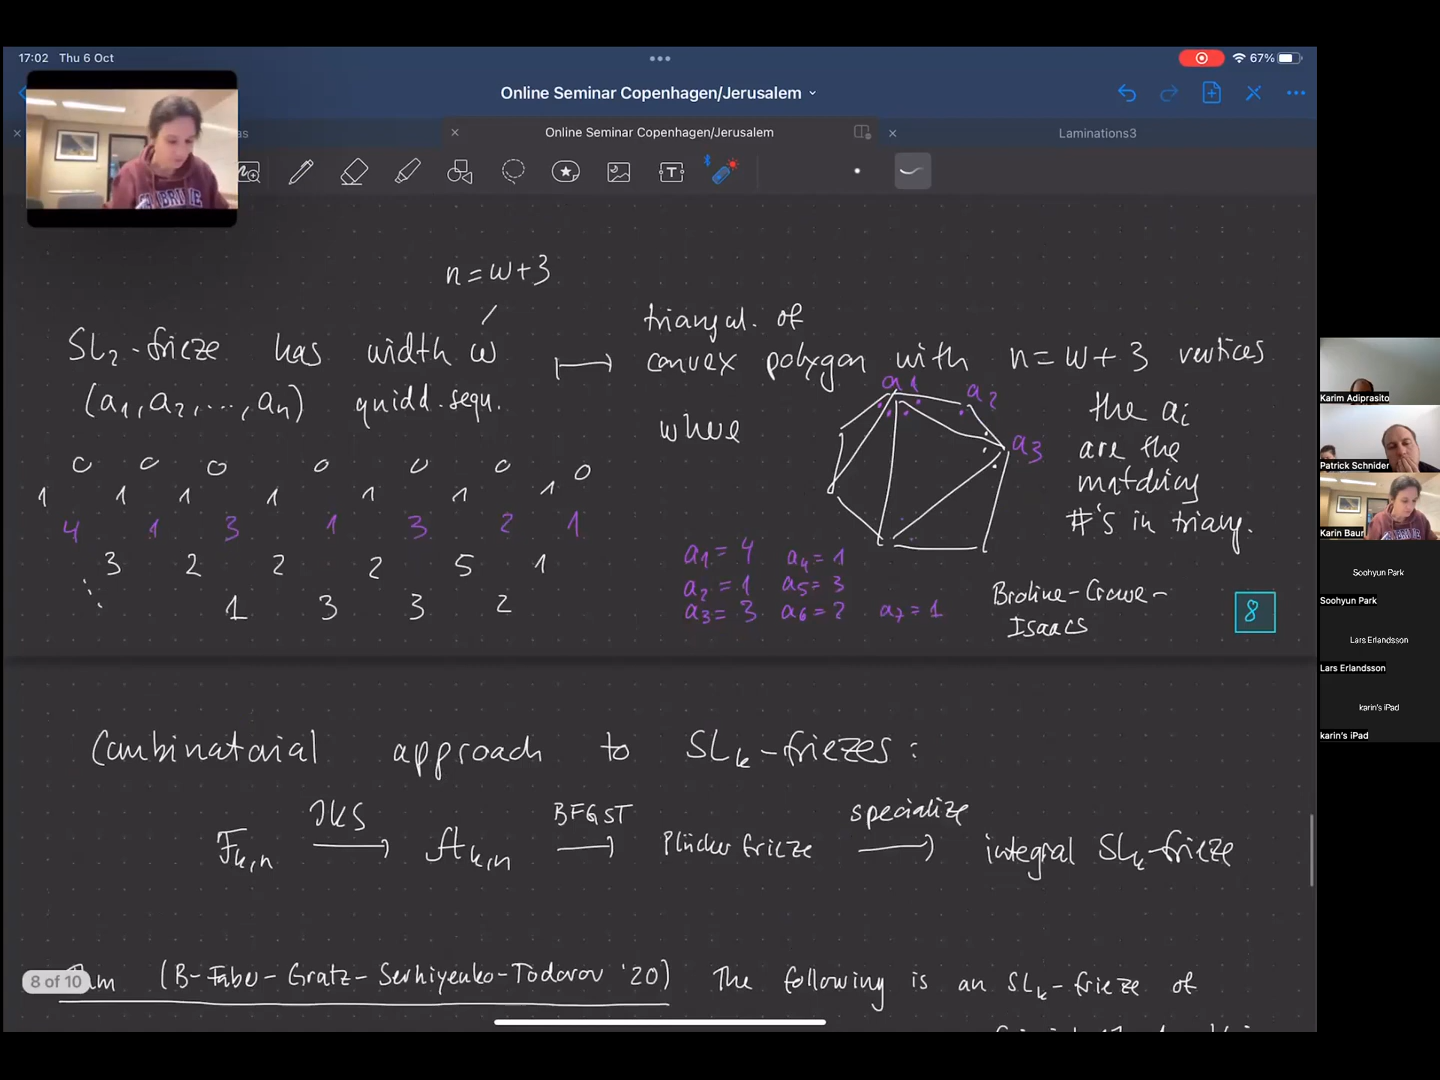 17:02 Thu 6 Oct
67%
Online Seminar Copenhagen/Jerusalem
as
Online Seminar Copenhagen/Jerusalem
Laminations3
n = w + 3
SL₂-frieze has width w ⟼ triangul. of convex polygon with n = w + 3 vertices
(a₁, a₂, ..., aₙ) quidd. sequ.
where
a₁
a₂
a₃
the aᵢ
are the
matching
#'s in triang.
0 0 0 0 0 0 0
1 1 1 1 1 1 1
4 1 3 1 3 2 1
3 2 2 2 5 1
1 3 3 2
a₁ = 4 a₄ = 1
a₂ = 1 a₅ = 3
a₃ = 3 a₆ = 2 a₇ = 1
Broline-Crowe-
Isaacs
8
Combinatorial approach to SLₖ-friezes:
JKS BFGST specialize
Fₖ,ₙ → Aₖ,ₙ → Plücker frieze → integral SLₖ-frieze
8 of 10
Thm (B-Faber-Gratz-Serhiyenko-Todorov '20) The following is an SLₖ-frieze of
Karim Adiprasito
Patrick Schnider
Karin Baur
Soohyun Park
Soohyun Park
Lars Erlandsson
Lars Erlandsson
karin's iPad
karin's iPad